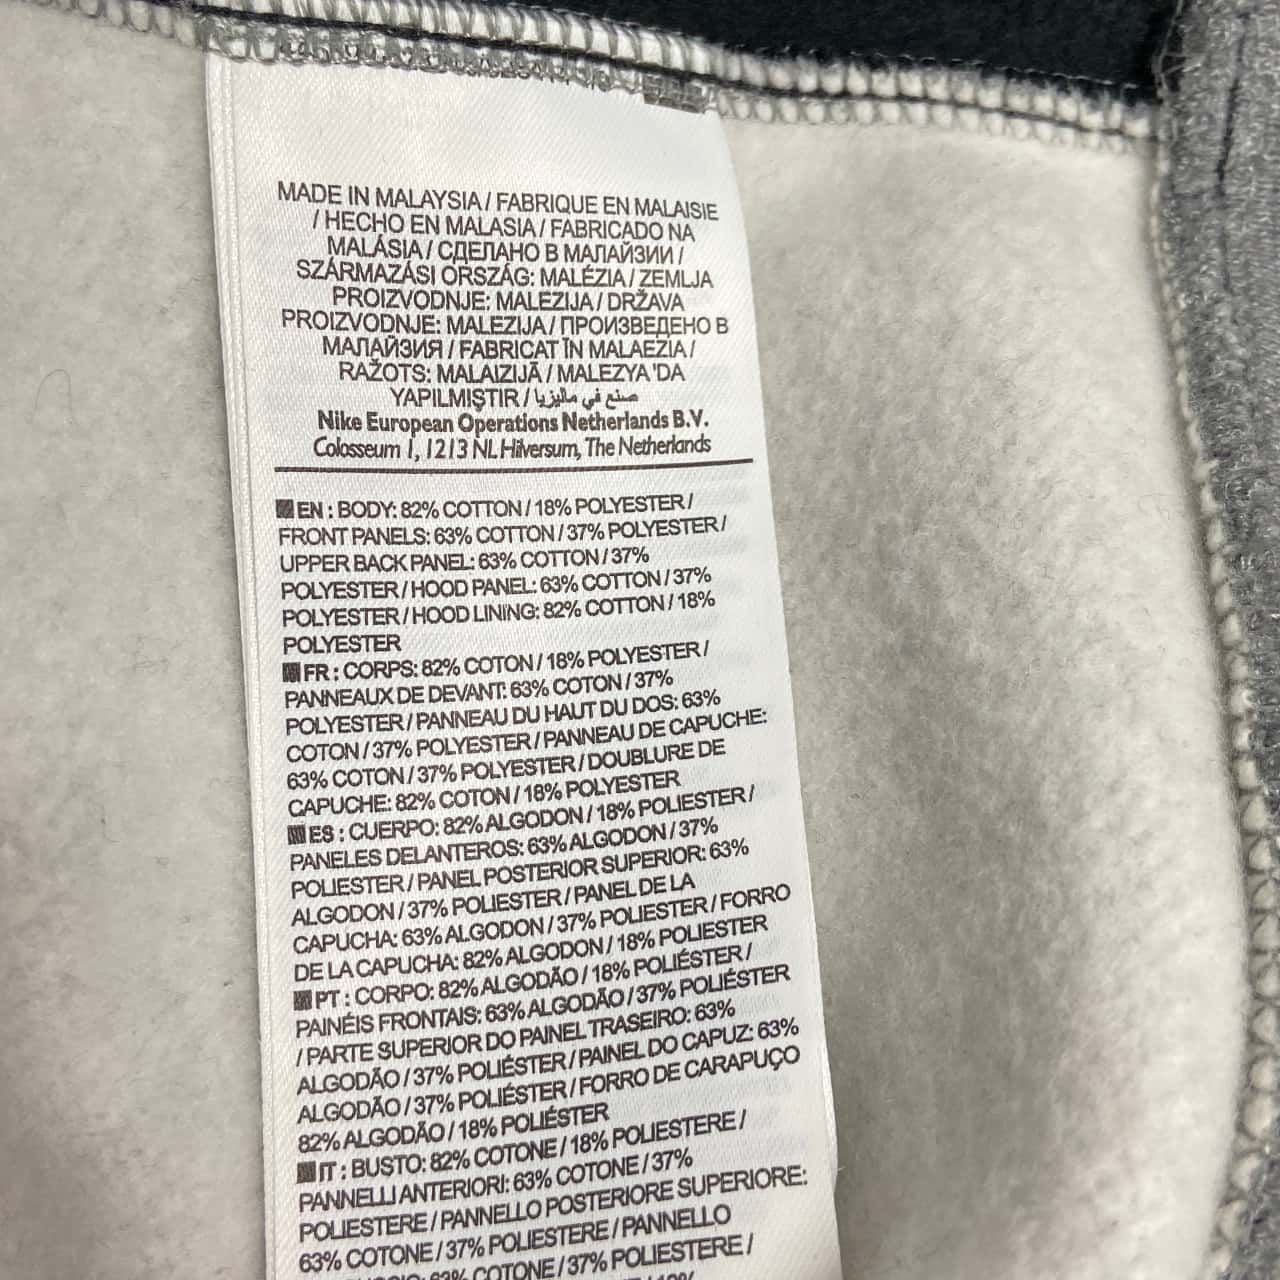 MADE IN MALAYSIA / FABRIQUE EN MALAISIE
/ HECHO EN MALASIA / FABRICADO NA
MALÁSIA / СДЕЛАНО В МАЛАЙЗИИ /
SZÁRMAZÁSI ORSZÁG: MALÉZIA / ZEMLJA
PROIZVODNJE: MALEZIJA / DRŽAVA
PROIZVODNJE: MALEZIJA / ПРОИЗВЕДЕНО В
МАЛАЙЗИЯ / FABRICAT ÎN MALAEZIA /
RAŽOTS: MALAIZIJĀ / MALEZYA'DA
YAPILMIŞTIR / صنع في ماليزيا
Nike European Operations Netherlands B.V.
Colosseum 1, 1213 NL Hilversum, The Netherlands
EN : BODY: 82% COTTON / 18% POLYESTER /
FRONT PANELS: 63% COTTON / 37% POLYESTER /
UPPER BACK PANEL: 63% COTTON / 37%
POLYESTER / HOOD PANEL: 63% COTTON / 37%
POLYESTER / HOOD LINING: 82% COTTON / 18%
POLYESTER
FR : CORPS: 82% COTON / 18% POLYESTER /
PANNEAUX DE DEVANT: 63% COTON / 37%
POLYESTER / PANNEAU DU HAUT DU DOS: 63%
COTON / 37% POLYESTER / PANNEAU DE CAPUCHE:
63% COTON / 37% POLYESTER / DOUBLURE DE
CAPUCHE: 82% COTON / 18% POLYESTER
ES : CUERPO: 82% ALGODON / 18% POLIESTER /
PANELES DELANTEROS: 63% ALGODON / 37%
POLIESTER / PANEL POSTERIOR SUPERIOR: 63%
ALGODON / 37% POLIESTER / PANEL DE LA
CAPUCHA: 63% ALGODON / 37% POLIESTER / FORRO
DE LA CAPUCHA: 82% ALGODON / 18% POLIESTER
PT : CORPO: 82% ALGODÃO / 18% POLIÉSTER /
PAINÉIS FRONTAIS: 63% ALGODÃO / 37% POLIÉSTER
/ PARTE SUPERIOR DO PAINEL TRASEIRO: 63%
ALGODÃO / 37% POLIÉSTER / PAINEL DO CAPUZ: 63%
ALGODÃO / 37% POLIÉSTER / FORRO DE CARAPUÇO
82% ALGODÃO / 18% POLIÉSTER
IT : BUSTO: 82% COTONE / 18% POLIESTERE /
PANNELLI ANTERIORI: 63% COTONE / 37%
POLIESTERE / PANNELLO POSTERIORE SUPERIORE:
63% COTONE / 37% POLIESTERE / PANNELLO
63% COTONE / 37% POLIESTERE /